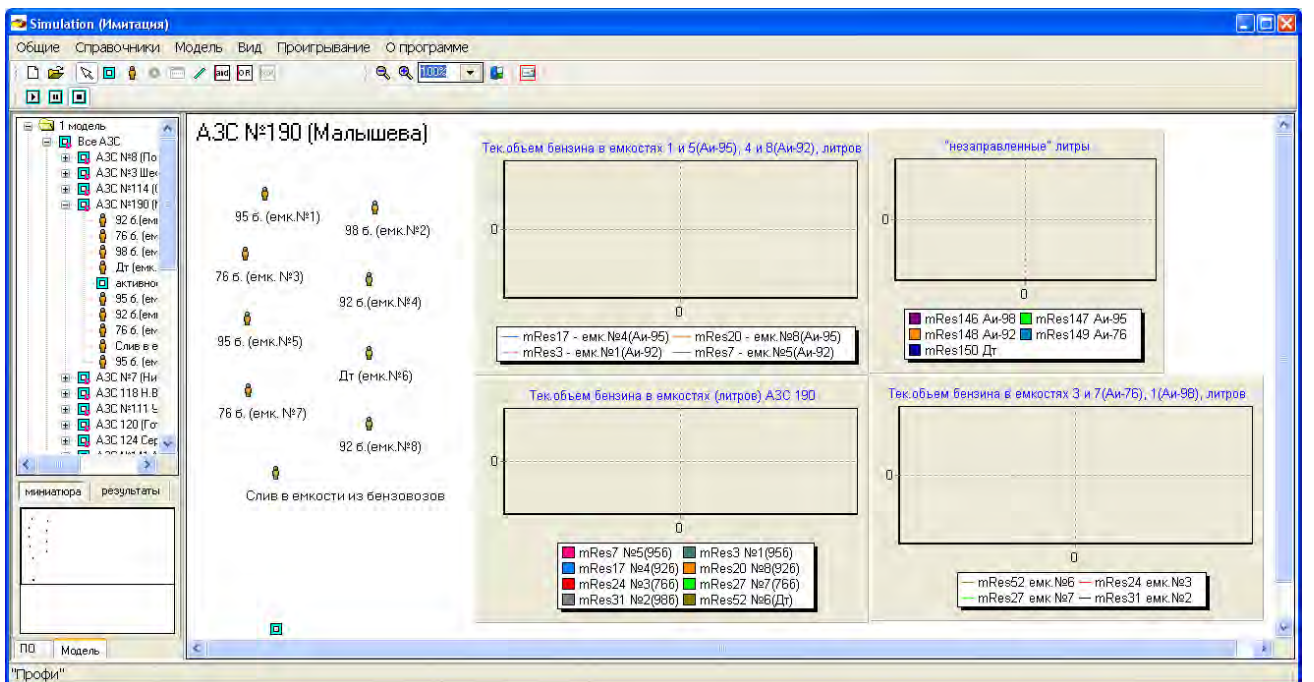 Simulation (Имитация)
Общие Справочники Модель Вид Проигрывание О программе
and OR
100%
1 модель
Все АЗС
АЗС №8 (По
АЗС №3 Ше
АЗС №114 (
АЗС №190 (
92 б.(ем
76 б. (ем
98 б. (ем
Дт (емк.
активно
95 б. (ем
92 б.(ем
76 б. (ем
Слив в е
95 б. (ем
АЗС №7 (Ни
АЗС 118 Н.В
АЗС №111 Ч
АЗС 120 (Го
АЗС 124 Сер
миниатюра результаты
ПО Модель
"Профи"
АЗС №190 (Малышева)
95 б. (емк.№1)
98 б. (емк.№2)
76 б. (емк. №3)
92 б.(емк.№4)
95 б. (емк.№5)
Дт (емк.№6)
76 б. (емк. №7)
92 б.(емк.№8)
Слив в емкости из бензовозов
Тек.объем бензина в емкостях 1 и 5(Аи-95), 4 и 8(Аи-92), литров
0
0
mRes17 - емк.№4(Аи-95) mRes20 - емк.№8(Аи-95)
mRes3 - емк.№1(Аи-92) mRes7 - емк.№5(Аи-92)
"незаправленные" литры
0
0
mRes146 Аи-98 mRes147 Аи-95
mRes148 Аи-92 mRes149 Аи-76
mRes150 Дт
Тек.объем бензина в емкостях (литров) АЗС 190
0
0
mRes7 №5(95б) mRes3 №1(95б)
mRes17 №4(92б) mRes20 №8(92б)
mRes24 №3(76б) mRes27 №7(76б)
mRes31 №2(98б) mRes52 №6(Дт)
Тек.объем бензина в емкостях 3 и 7(Аи-76), 1(Аи-98), литров
0
0
mRes52 емк.№6 mRes24 емк.№3
mRes27 емк.№7 mRes31 емк.№2